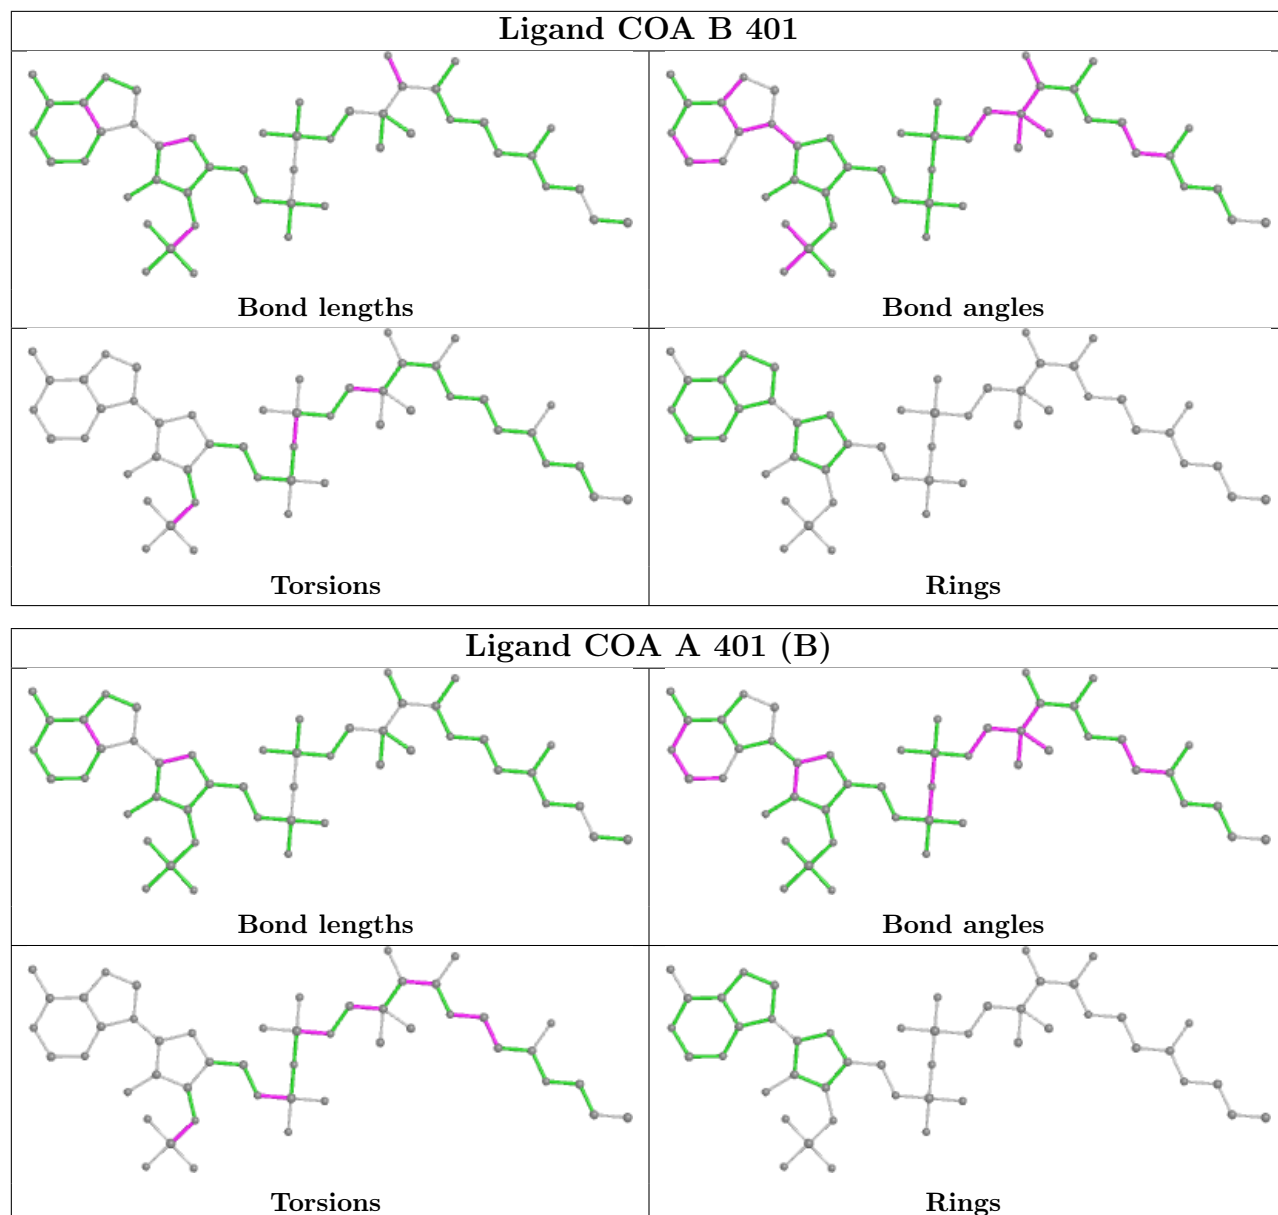 Ligand COA B 401
Bond lengths
Bond angles
Torsions
Rings
Ligand COA A 401 (B)
Bond lengths
Bond angles
Torsions
Rings